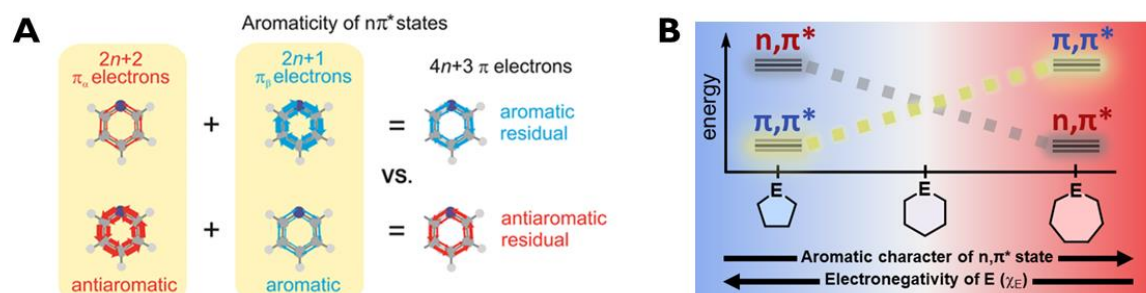 A
Aromaticity of nπ* states
2n+2
πα electrons
2n+1
πβ electrons
4n+3 π electrons
+
=
aromatic
residual
vs.
+
=
antiaromatic
residual
antiaromatic
aromatic
B
energy
n,π*
π,π*
π,π*
n,π*
E
E
E
Aromatic character of n,π* state
Electronegativity of E (χE)